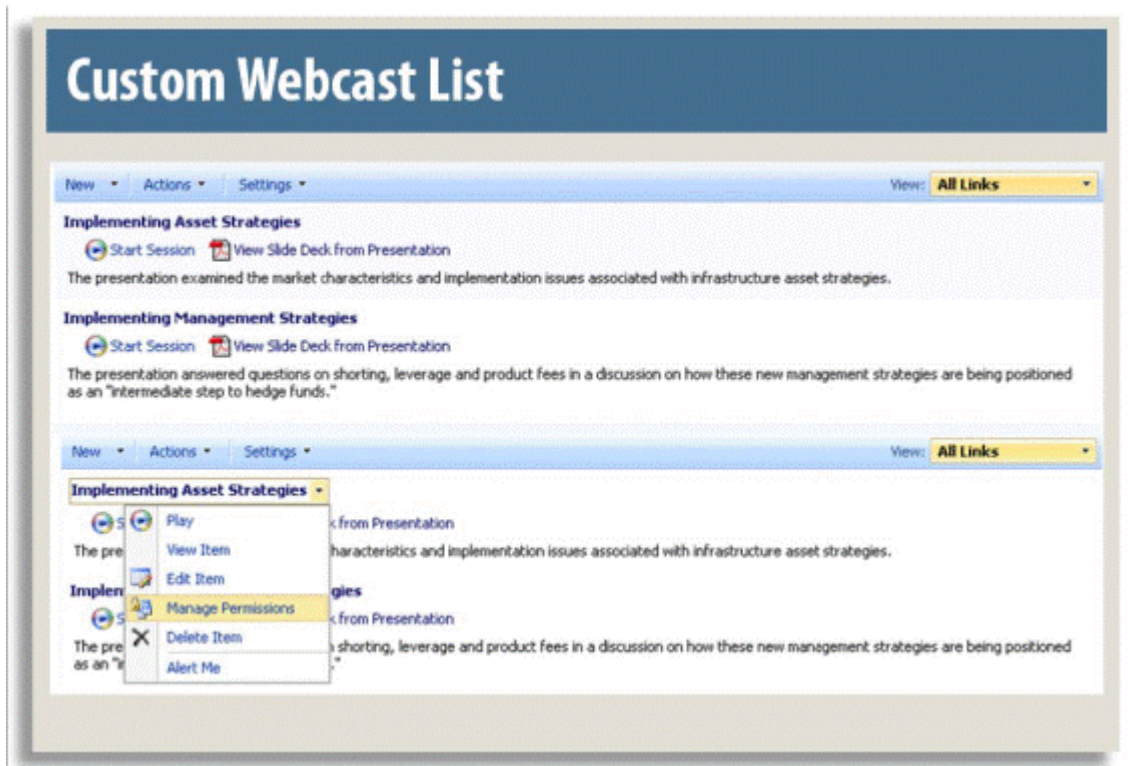 Custom Webcast List
New Actions Settings View: All Links
Implementing Asset Strategies
Start Session View Slide Deck from Presentation
The presentation examined the market characteristics and implementation issues associated with infrastructure asset strategies.
Implementing Management Strategies
Start Session View Slide Deck from Presentation
The presentation answered questions on shorting, leverage and product fees in a discussion on how these new management strategies are being positioned
as an "intermediate step to hedge funds."
New Actions Settings View: All Links
Implementing Asset Strategies
S Play k from Presentation
The pre View Item haracteristics and implementation issues associated with infrastructure asset strategies.
Edit Item
Implem gies
Manage Permissions
S k from Presentation
Delete Item
The pre shorting, leverage and product fees in a discussion on how these new management strategies are being positioned
as an "i Alert Me ."